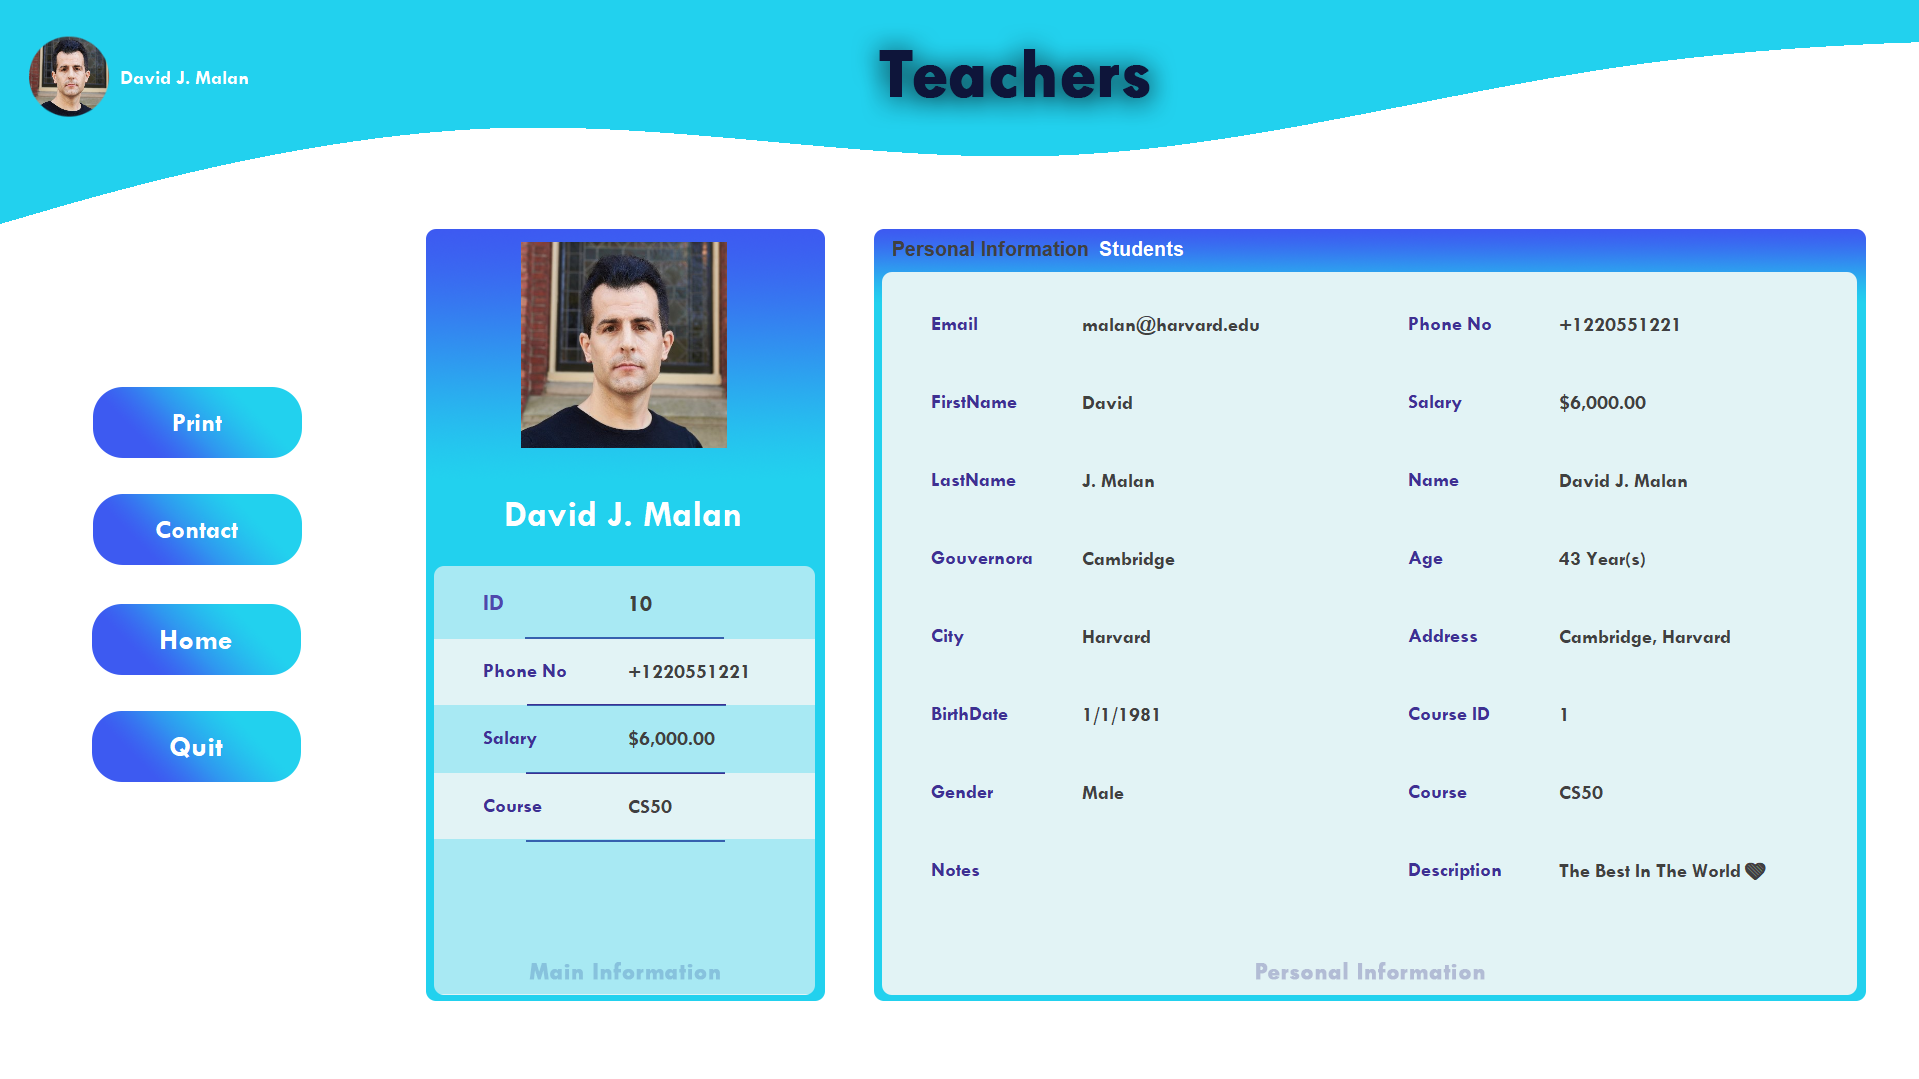 David J. Malan
Teachers
Print
Contact
Home
Quit
David J. Malan
ID 10
Phone No +1220551221
Salary $6,000.00
Course CS50
Main Information
Personal Information Students
Email malan@harvard.edu Phone No +1220551221
FirstName David Salary $6,000.00
LastName J. Malan Name David J. Malan
Gouvernora Cambridge Age 43 Year(s)
City Harvard Address Cambridge, Harvard
BirthDate 1/1/1981 Course ID 1
Gender Male Course CS50
Notes Description The Best In The World 🖤
Personal Information